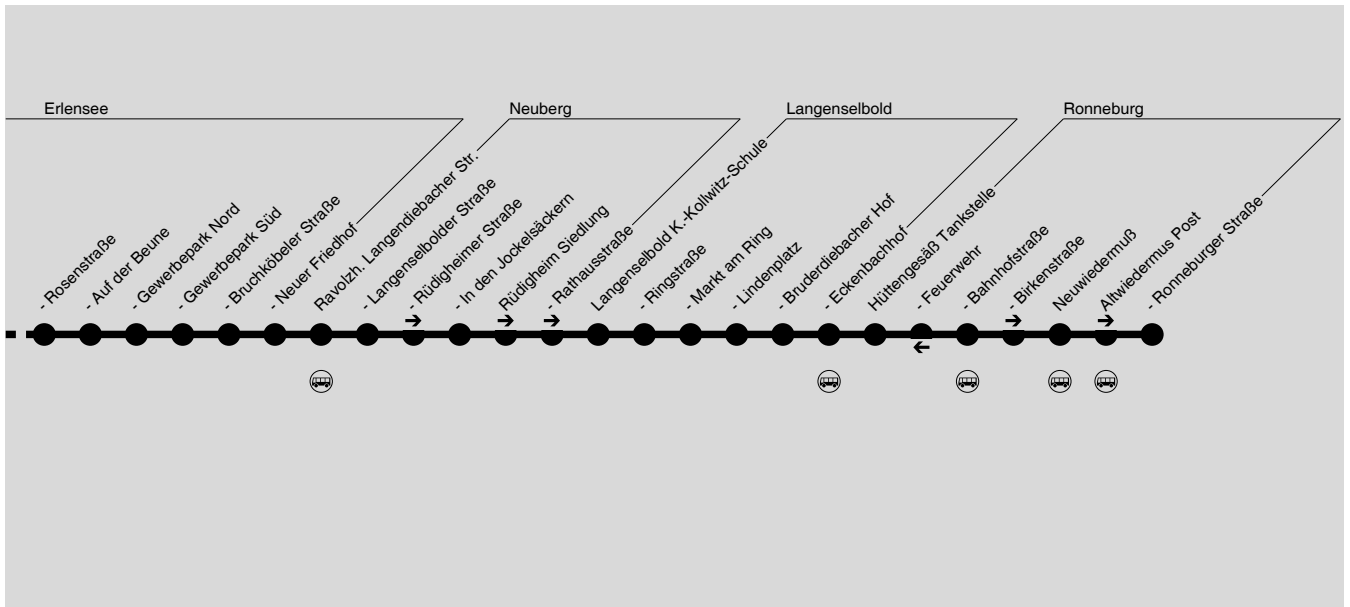 Erlensee
Neuberg
Langenselbold
Ronneburg
- Rosenstraße
- Auf der Beune
- Gewerbepark Nord
- Gewerbepark Süd
- Bruchköbeler Straße
- Neuer Friedhof
Ravolzh. Langendiebacher Str.
- Langenselbolder Straße
- Rüdigheimer Straße
- In den Jockelsäckern
Rüdigheim Siedlung
- Rathausstraße
Langenselbold K.-Kollwitz-Schule
- Ringstraße
- Markt am Ring
- Lindenplatz
- Bruderdiebacher Hof
- Eckenbachhof
Hüttengesäß Tankstelle
- Feuerwehr
- Bahnhofstraße
- Birkenstraße
Neuwiedermuß
Altwiedermus Post
- Ronneburger Straße